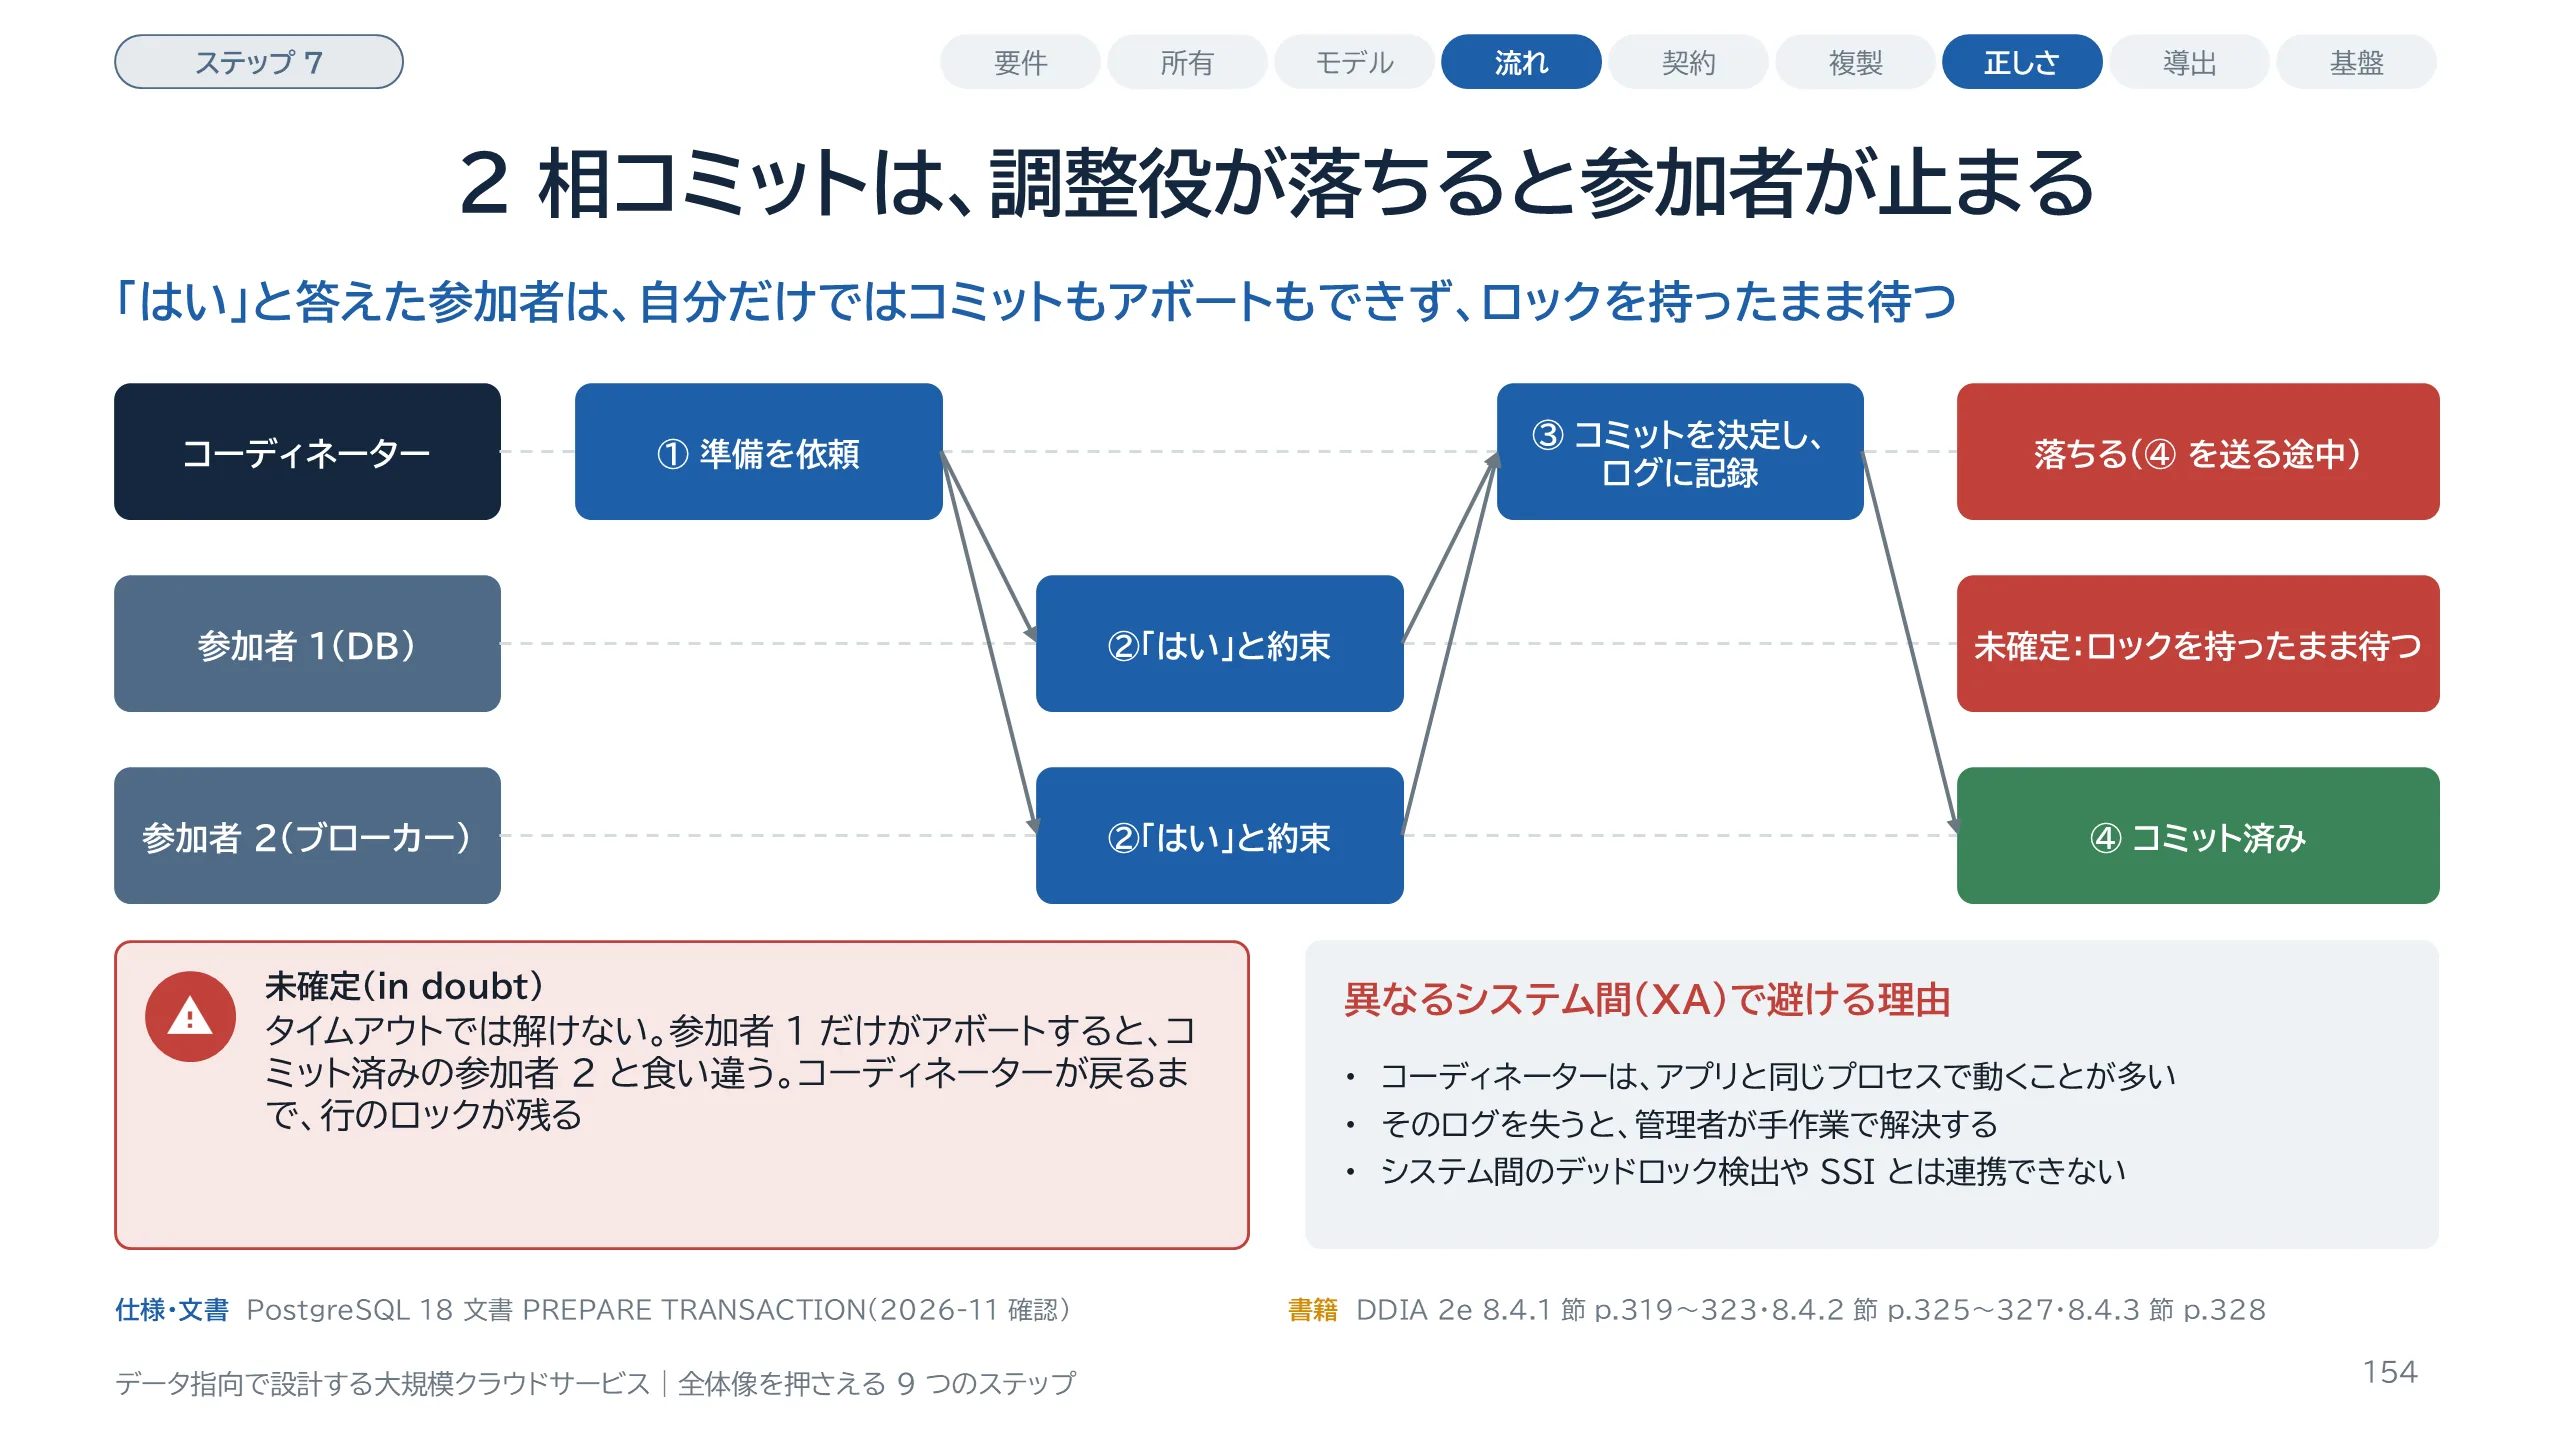 ステップ 7
要件
所有
モデル
流れ
契約
複製
正しさ
導出
基盤
2 相コミットは、調整役が落ちると参加者が止まる
「はい」と答えた参加者は、自分だけではコミットもアボートもできず、ロックを持ったまま待つ
コーディネーター
① 準備を依頼
③ コミットを決定し、
ログに記録
落ちる（④ を送る途中）
参加者 1（DB）
②「はい」と約束
未確定：ロックを持ったまま待つ
参加者 2（ブローカー）
②「はい」と約束
④ コミット済み
未確定（in doubt）
タイムアウトでは解けない。参加者 1 だけがアボートすると、コ
ミット済みの参加者 2 と食い違う。コーディネーターが戻るま
で、行のロックが残る
異なるシステム間（XA）で避ける理由
• コーディネーターは、アプリと同じプロセスで動くことが多い
• そのログを失うと、管理者が手作業で解決する
• システム間のデッドロック検出や SSI とは連携できない
仕様・文書 PostgreSQL 18 文書 PREPARE TRANSACTION（2026-11 確認）
書籍 DDIA 2e 8.4.1 節 p.319〜323・8.4.2 節 p.325〜327・8.4.3 節 p.328
データ指向で設計する大規模クラウドサービス｜全体像を押さえる 9 つのステップ
154